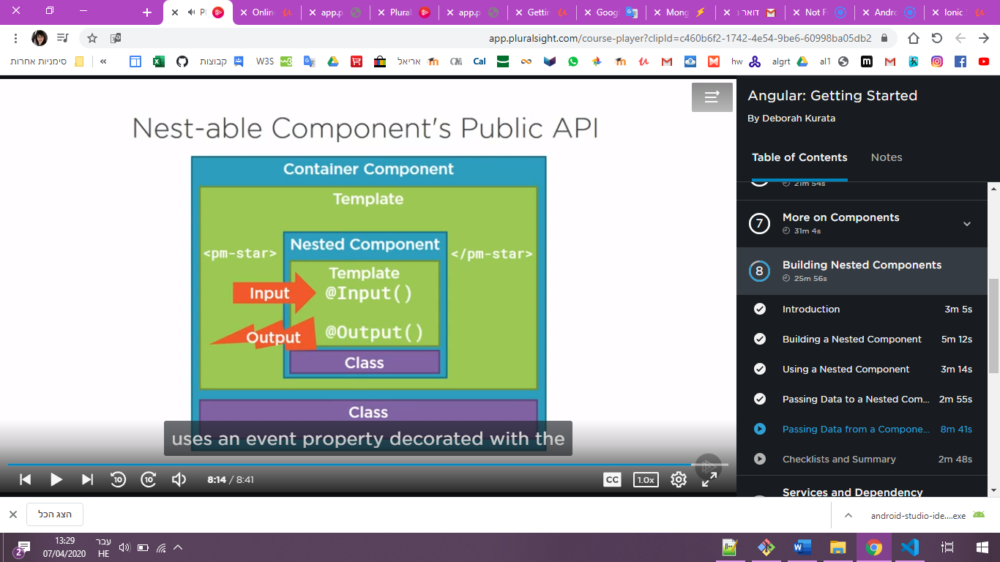 Pl
Online
app.p
Plural
app.p
Gettir
Goog
Mong
דואר נ
Not F
Andro
Ionic
app.pluralsight.com/course-player?clipId=c460b6f2-1742-4e54-9be6-60998ba05db2
סימניות אחרות
«
קבוצות
W3S
אריאל
Cal
hw
algrt
al1
Nest-able Component's Public API
Container Component
Template
Nested Component
<pm-star>
</pm-star>
Template
Input
@Input()
Output
@Output()
Class
Class
uses an event property decorated with the
10
10
8:14 / 8:41
CC
1.0x
Angular: Getting Started
By Deborah Kurata
Table of Contents
Notes
21m 54s
7
More on Components
31m 4s
8
Building Nested Components
25m 56s
Introduction 3m 5s
Building a Nested Component 5m 12s
Using a Nested Component 3m 14s
Passing Data to a Nested Com... 2m 55s
Passing Data from a Compone... 8m 41s
Checklists and Summary 2m 48s
Services and Dependency
הצג הכל
android-studio-ide....exe
2
13:29
07/04/2020
עבר
HE